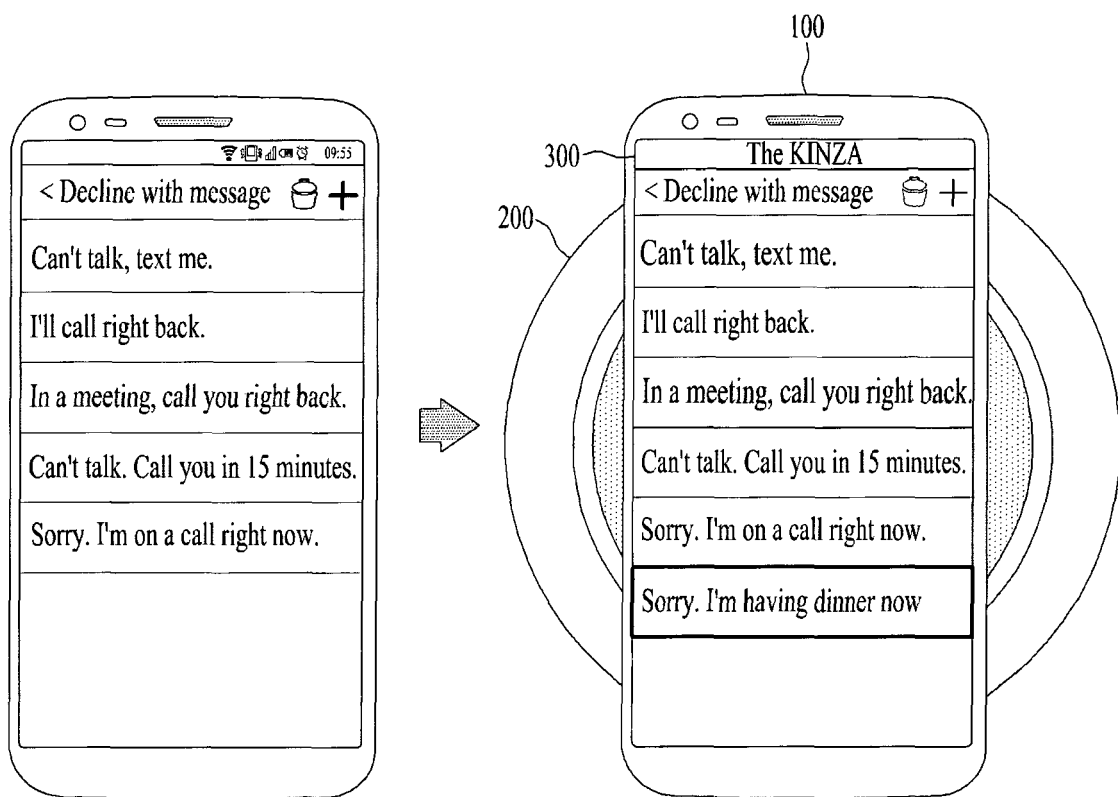 09:55
< Decline with message +
Can't talk, text me.
I'll call right back.
In a meeting, call you right back.
Can't talk. Call you in 15 minutes.
Sorry. I'm on a call right now.
100
300
200
The KINZA
< Decline with message +
Can't talk, text me.
I'll call right back.
In a meeting, call you right back.
Can't talk. Call you in 15 minutes.
Sorry. I'm on a call right now.
Sorry. I'm having dinner now